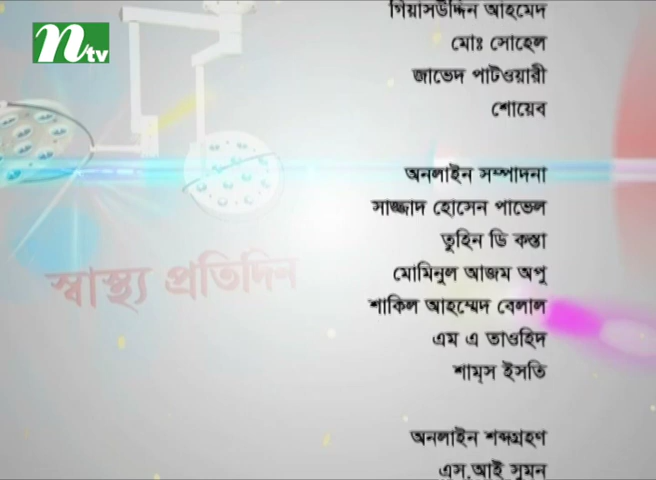 ntv
গিয়াসউদ্দিন আহমেদ
মোঃ সোহেল
জাভেদ পাটওয়ারী
শোয়েব
অনলাইন সম্পাদনা
সাজ্জাদ হোসেন পাভেল
তুহিন ডি কস্তা
মোমিনুল আজম অপু
শাকিল আহম্মেদ বেলাল
এম এ তাওহিদ
শাম্‌স ইসতি
স্বাস্থ্য প্রতিদিন
অনলাইন শব্দগ্রহণ
এস.আই সুমন